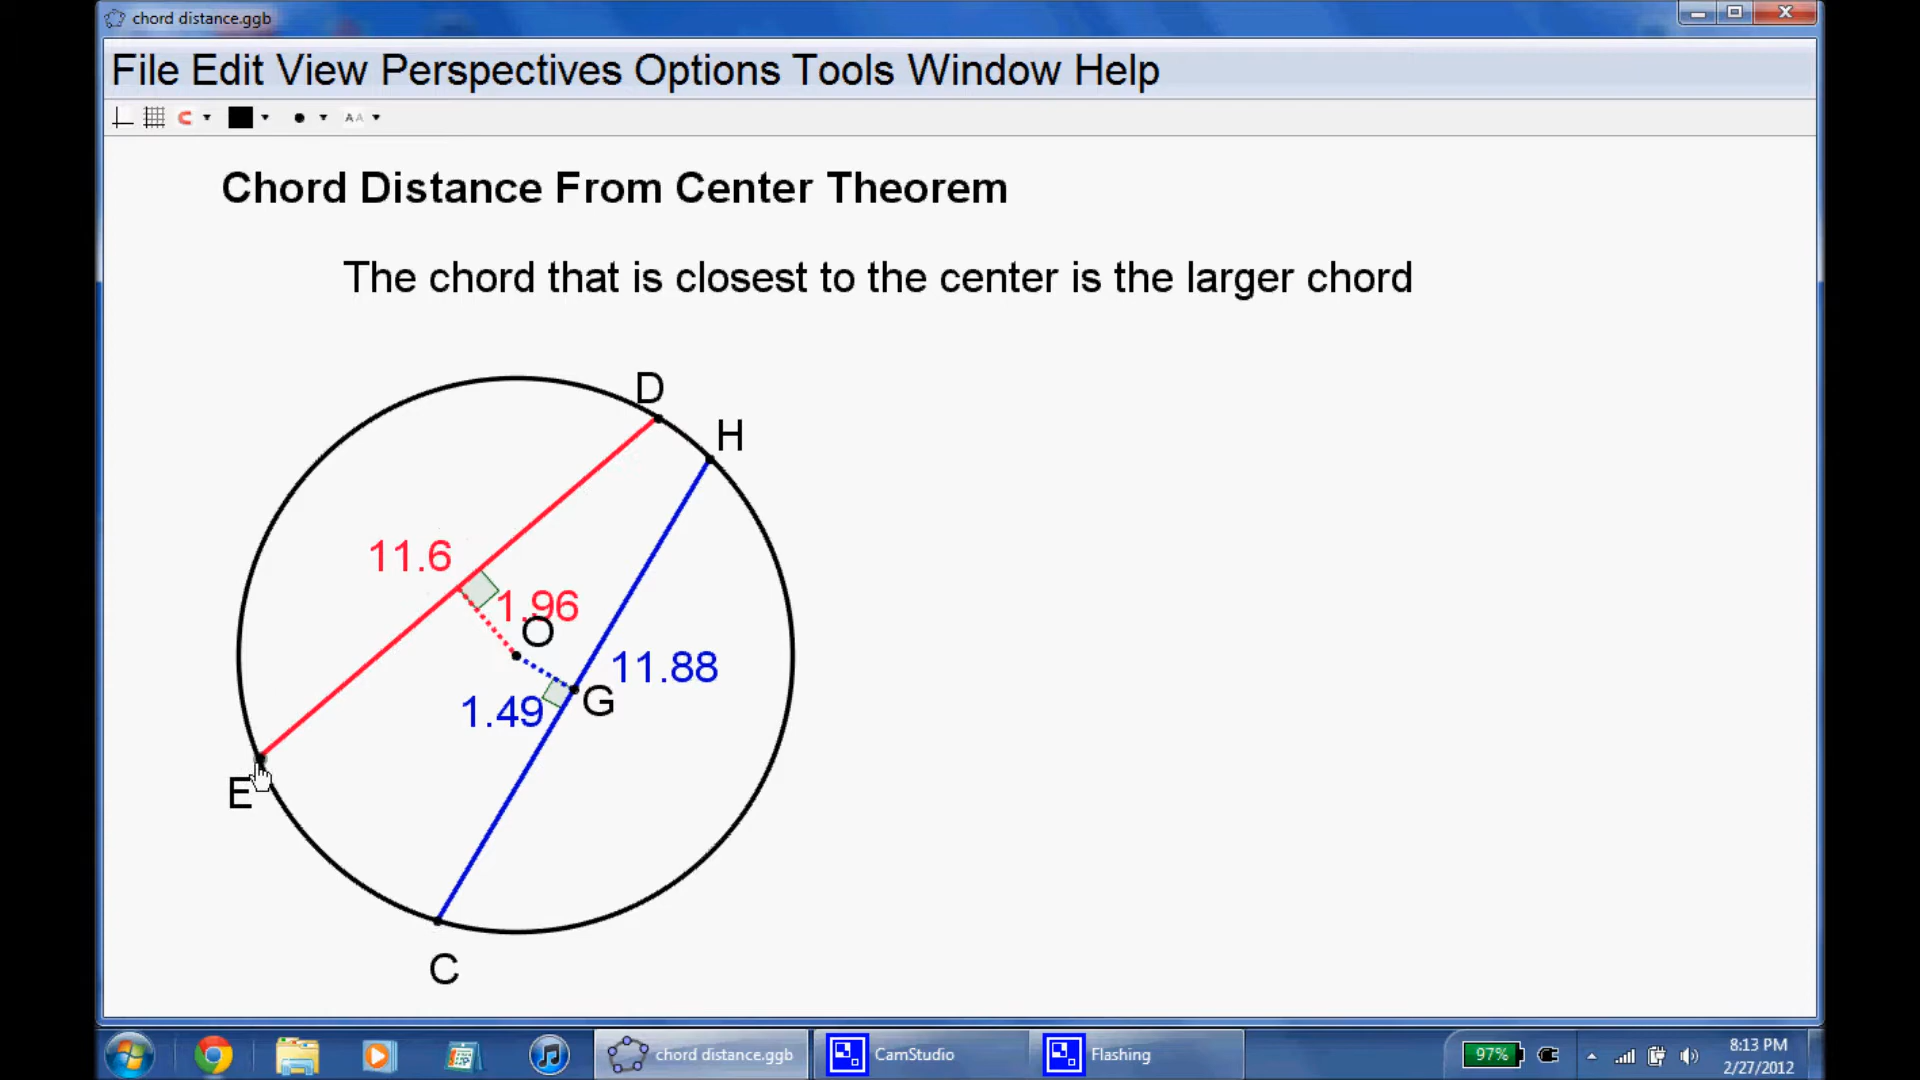 chord distance.ggb
File Edit View Perspectives Options Tools Window Help
AA
Chord Distance From Center Theorem
The chord that is closest to the center is the larger chord
D
H
11.6
1.96
O
11.88
G
1.49
E
C
chord distance.ggb
CamStudio
Flashing
97%
8:13 PM
2/27/2012